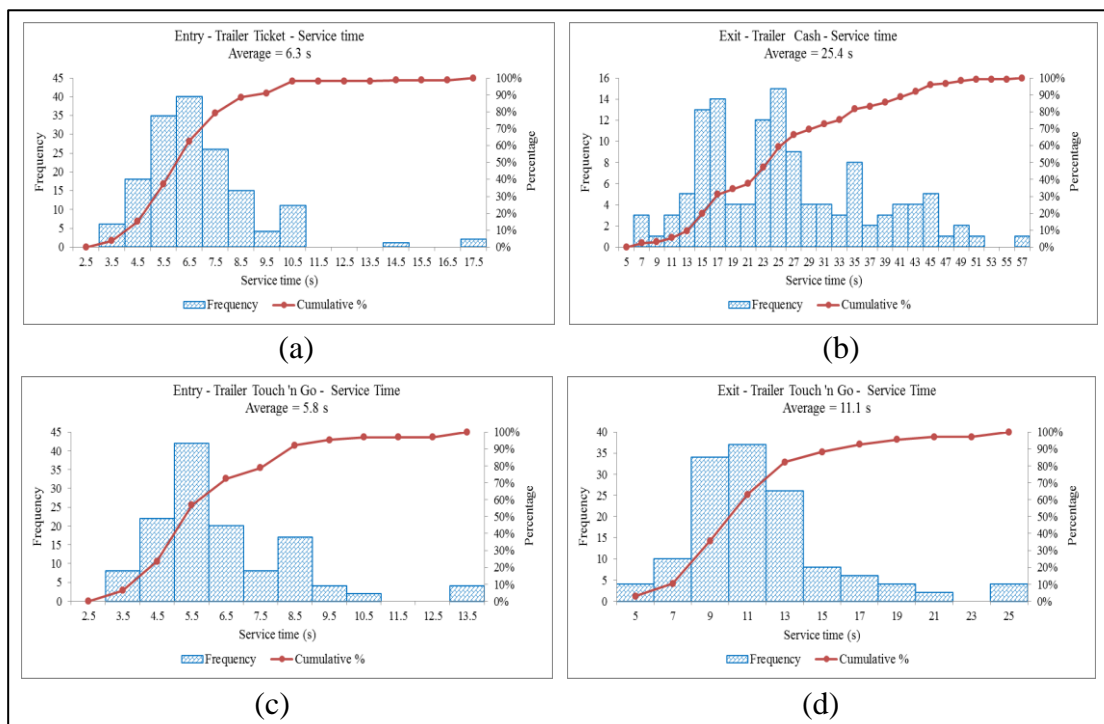 Entry - Trailer Ticket - Service time
Average = 6.3 s
45
40
35
30
25
20
15
10
5
0
Frequency
100%
90%
80%
70%
60%
50%
40%
30%
20%
10%
0%
Percentage
2.5 3.5 4.5 5.5 6.5 7.5 8.5 9.5 10.5 11.5 12.5 13.5 14.5 15.5 16.5 17.5
Service time (s)
Frequency Cumulative %
(a)
Exit - Trailer Cash - Service time
Average = 25.4 s
16
14
12
10
8
6
4
2
0
Frequency
100%
90%
80%
70%
60%
50%
40%
30%
20%
10%
0%
Percentage
5 7 9 11 13 15 17 19 21 23 25 27 29 31 33 35 37 39 41 43 45 47 49 51 53 55 57
Service time (s)
Frequency Cumulative %
(b)
Entry - Trailer Touch 'n Go - Service Time
Average = 5.8 s
45
40
35
30
25
20
15
10
5
0
Frequency
100%
90%
80%
70%
60%
50%
40%
30%
20%
10%
0%
Percentage
2.5 3.5 4.5 5.5 6.5 7.5 8.5 9.5 10.5 11.5 12.5 13.5
Service time (s)
Frequency Cumulative %
(c)
Exit - Trailer Touch 'n Go - Service Time
Average = 11.1 s
40
35
30
25
20
15
10
5
0
Frequency
100%
90%
80%
70%
60%
50%
40%
30%
20%
10%
0%
Percentage
5 7 9 11 13 15 17 19 21 23 25
Service time (s)
Frequency Cumulative %
(d)